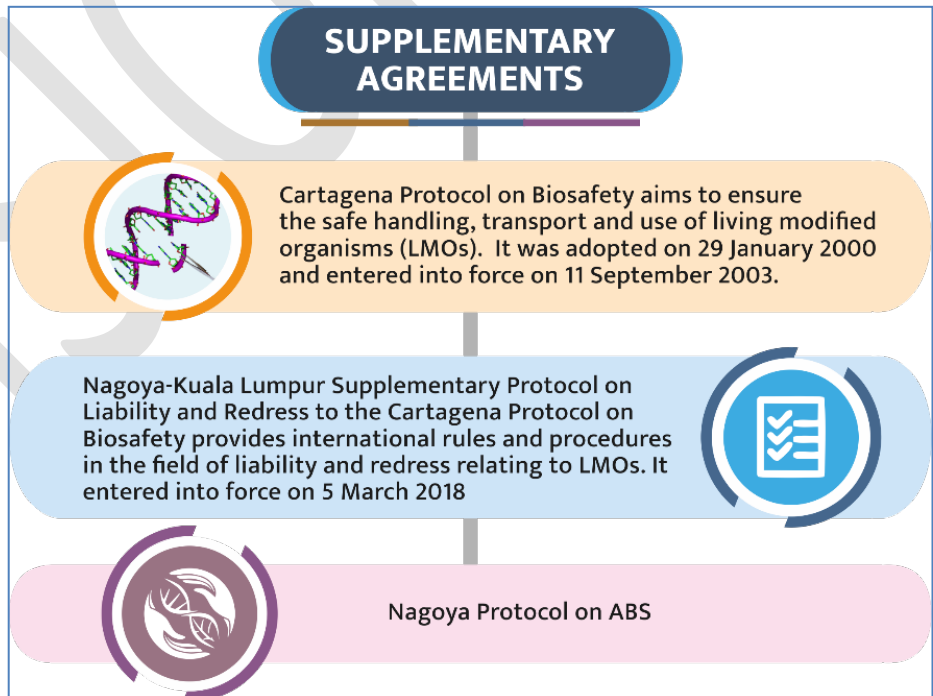 SUPPLEMENTARY
AGREEMENTS
Cartagena Protocol on Biosafety aims to ensure
the safe handling, transport and use of living modified
organisms (LMOs). It was adopted on 29 January 2000
and entered into force on 11 September 2003.
Nagoya-Kuala Lumpur Supplementary Protocol on
Liability and Redress to the Cartagena Protocol on
Biosafety provides international rules and procedures
in the field of liability and redress relating to LMOs. It
entered into force on 5 March 2018
Nagoya Protocol on ABS